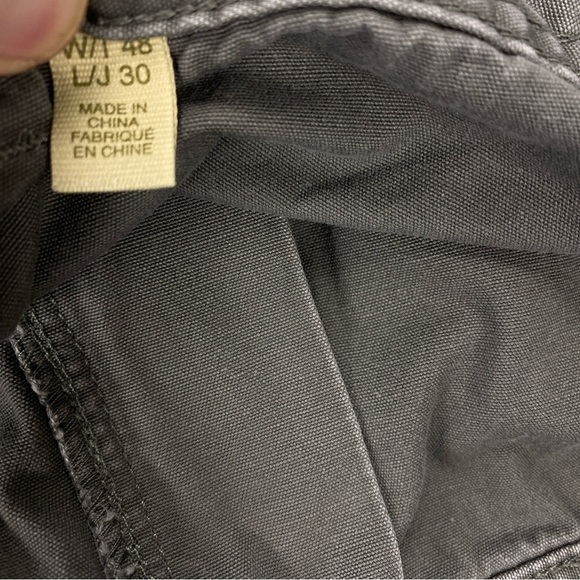 W/T 48
L/J 30
MADE IN
CHINA
FABRIQUÉ
EN CHINE